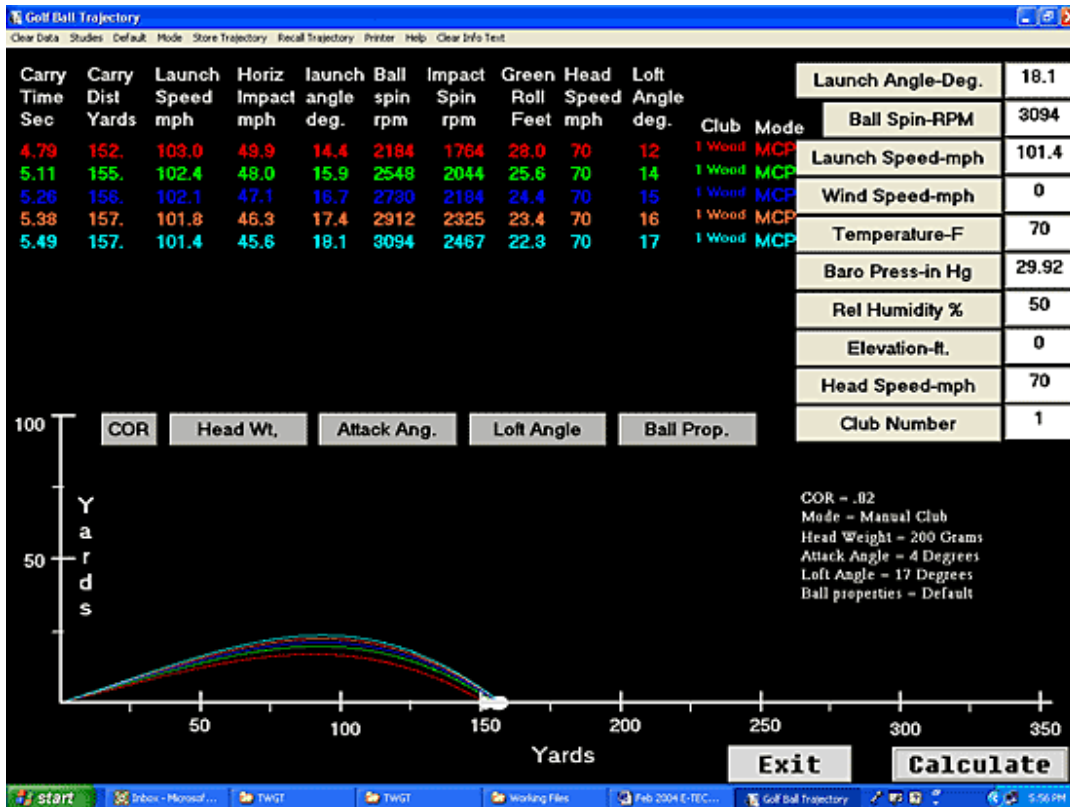 Golf Ball Trajectory
Clear Data Studies Default Mode Store Trajectory Recall Trajectory Printer Help Clear Info Text
Carry Carry Launch Horiz launch Ball Impact Green Head Loft
Time Dist Speed Impact angle spin Spin Roll Speed Angle
Sec Yards mph mph deg. rpm rpm Feet mph deg. Club Mode
4.79 152. 103.0 49.9 14.4 2184 1764 28.0 70 12 1 Wood MCP
5.11 155. 102.4 48.0 15.9 2548 2044 25.6 70 14 1 Wood MCP
5.26 156. 102.1 47.1 16.7 2730 2184 24.4 70 15 1 Wood MCP
5.38 157. 101.8 46.3 17.4 2912 2325 23.4 70 16 1 Wood MCP
5.49 157. 101.4 45.6 18.1 3094 2467 22.3 70 17 1 Wood MCP
Launch Angle-Deg. 18.1
Ball Spin-RPM 3094
Launch Speed-mph 101.4
Wind Speed-mph 0
Temperature-F 70
Baro Press-in Hg 29.92
Rel Humidity % 50
Elevation-ft. 0
Head Speed-mph 70
Club Number 1
COR Head Wt, Attack Ang. Loft Angle Ball Prop.
100
50
Yards
COR = .82
Mode = Manual Club
Head Weight = 200 Grams
Attack Angle = 4 Degrees
Loft Angle = 17 Degrees
Ball properties = Default
50 100 150 200 250 300 350
Yards
Exit Calculate
start Inbox - Microsof... TWGT TWGT Working Files Feb 2004 E-TEC... Golf Ball Trajectory 5:56 PM